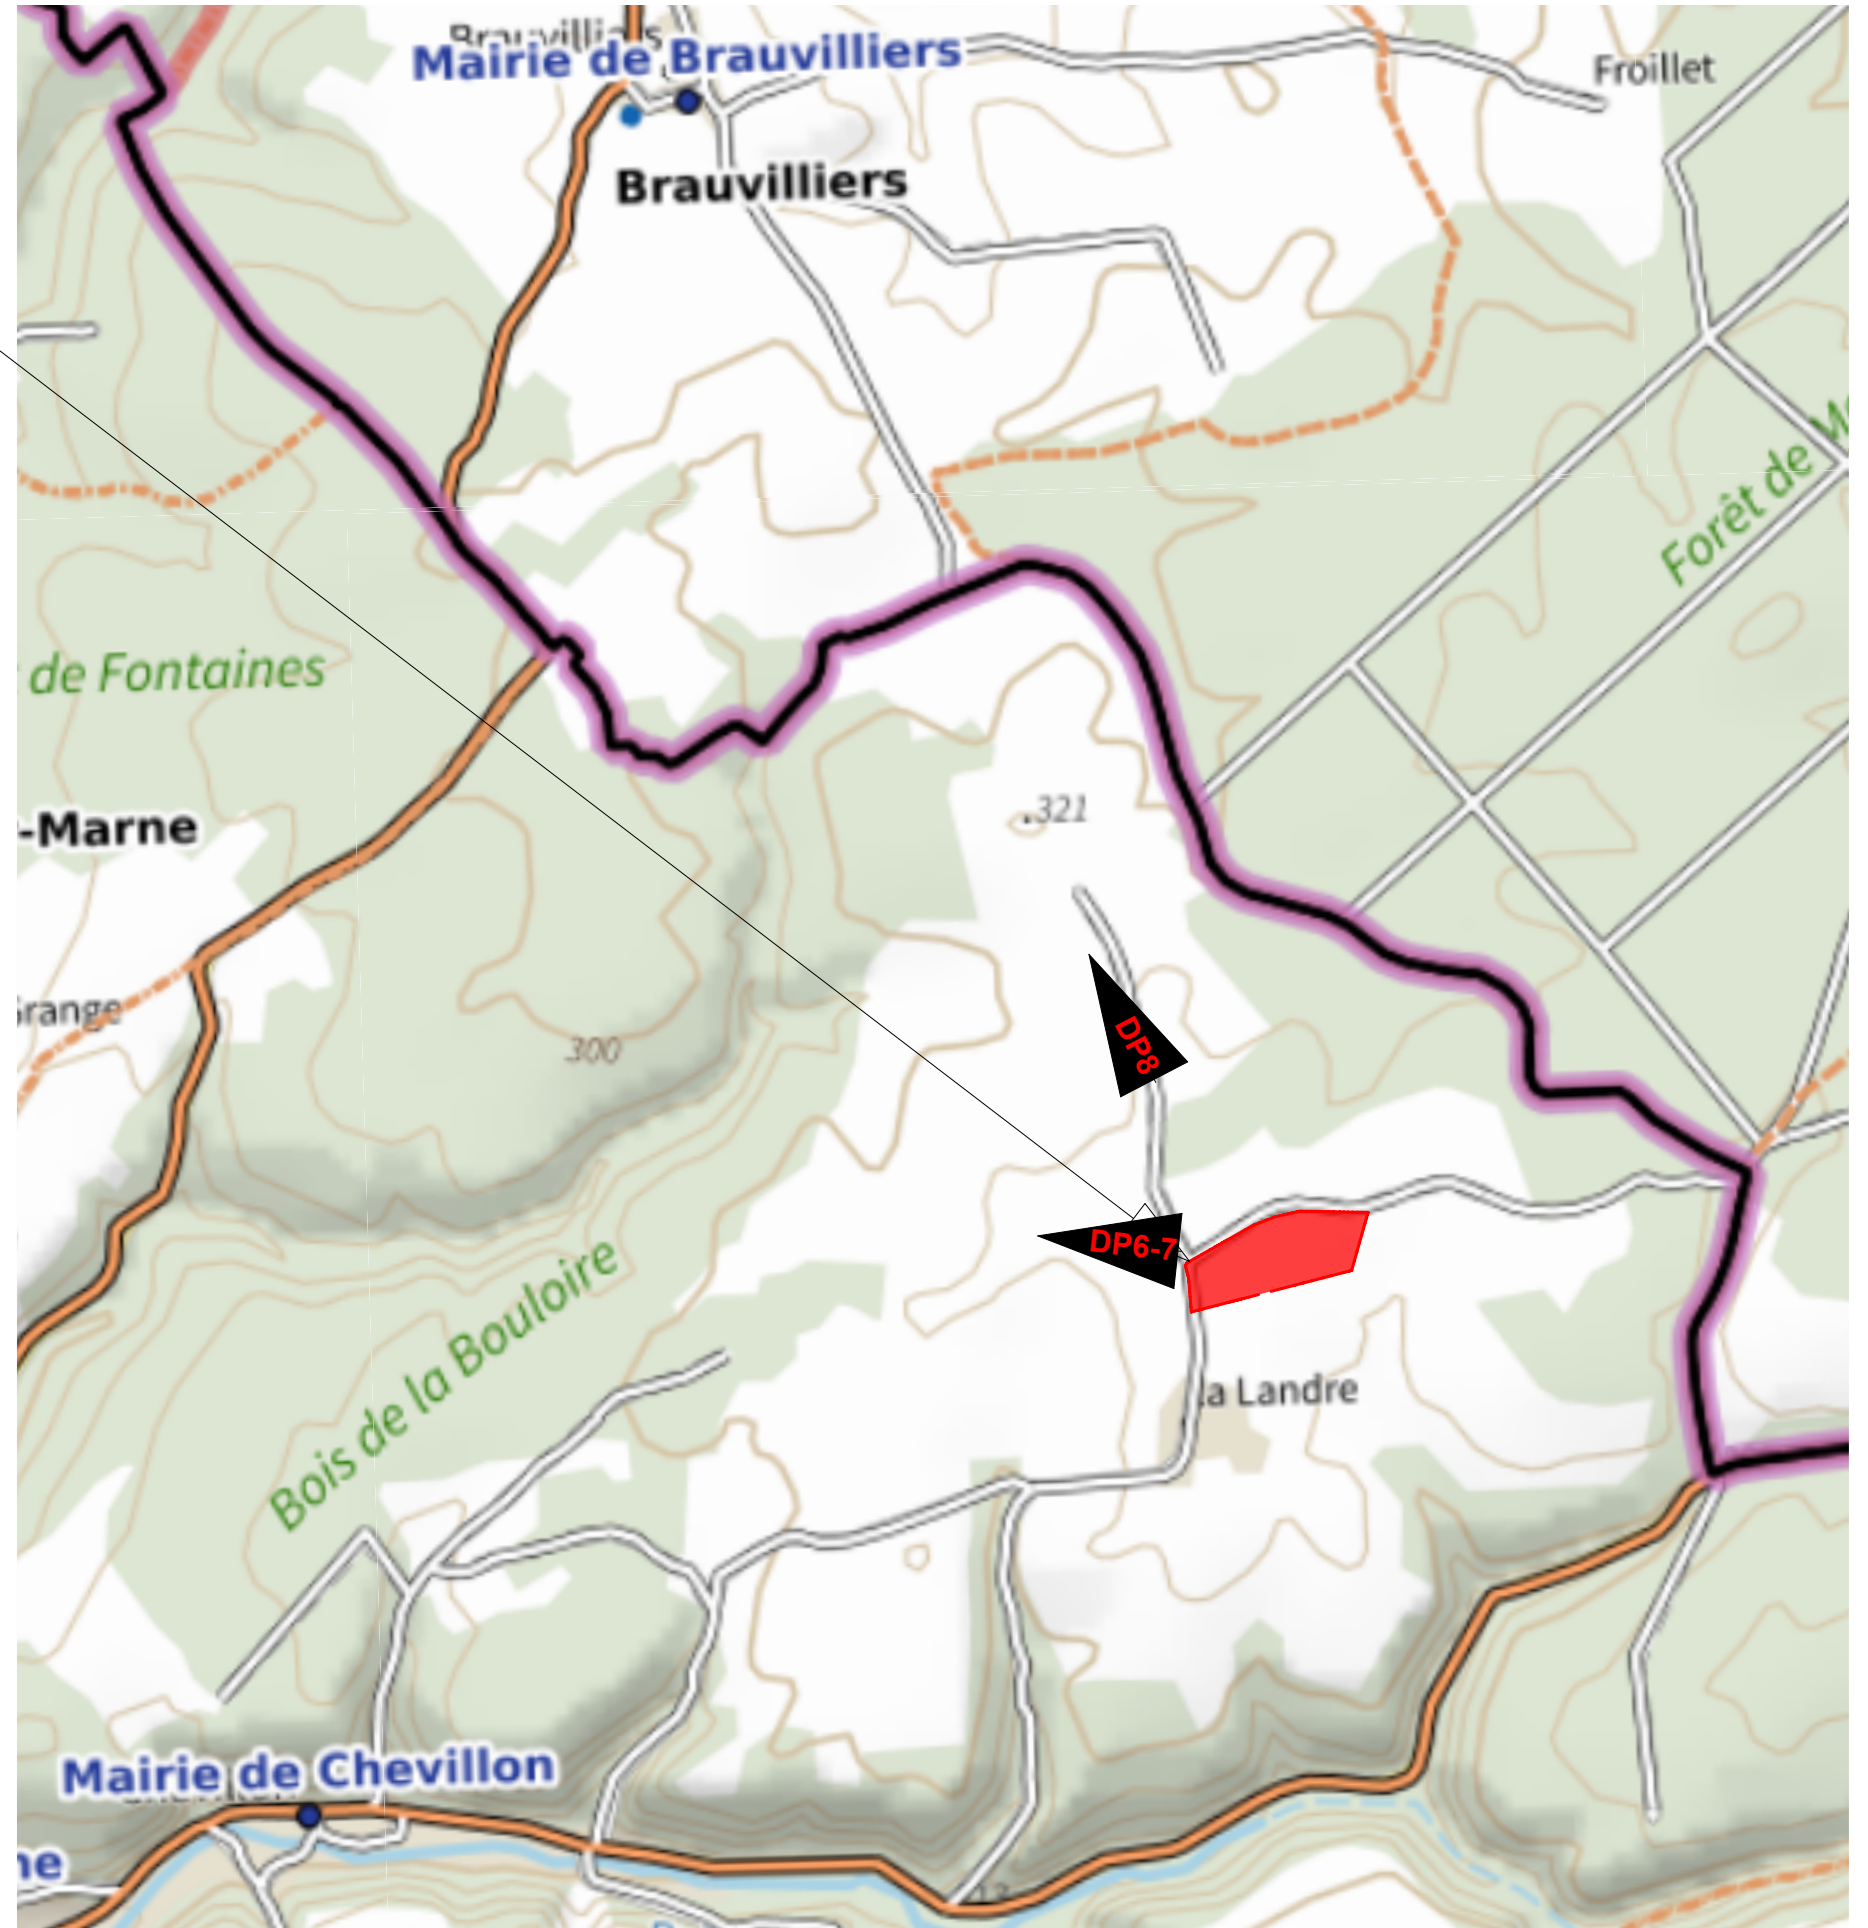 Mairie de Brauvilliers
Froillet
Brauvilliers
Forêt de
de Fontaines
321
-Marne
DP8
300
DP6-7
Bois de la Bouloire
la Landre
Mairie de Chevillon